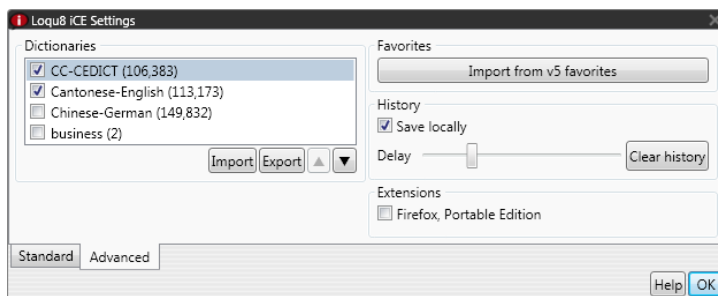 Loqu8 iCE Settings
Dictionaries
CC-CEDICT (106,383)
Cantonese-English (113,173)
Chinese-German (149,832)
business (2)
Import Export
Favorites
Import from v5 favorites
History
Save locally
Delay Clear history
Extensions
Firefox, Portable Edition
Standard Advanced
Help OK